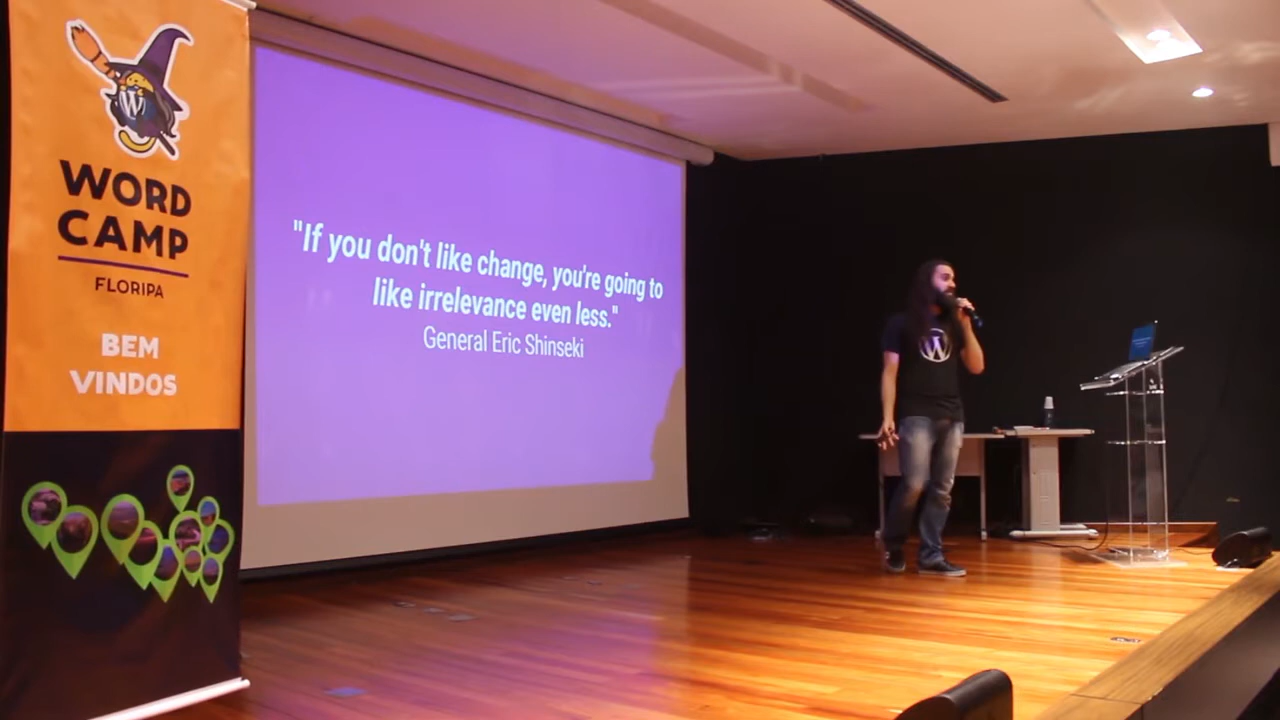 WORD
CAMP
FLORIPA
BEM
VINDOS
"If you don't like change, you're going to
like irrelevance even less."
General Eric Shinseki